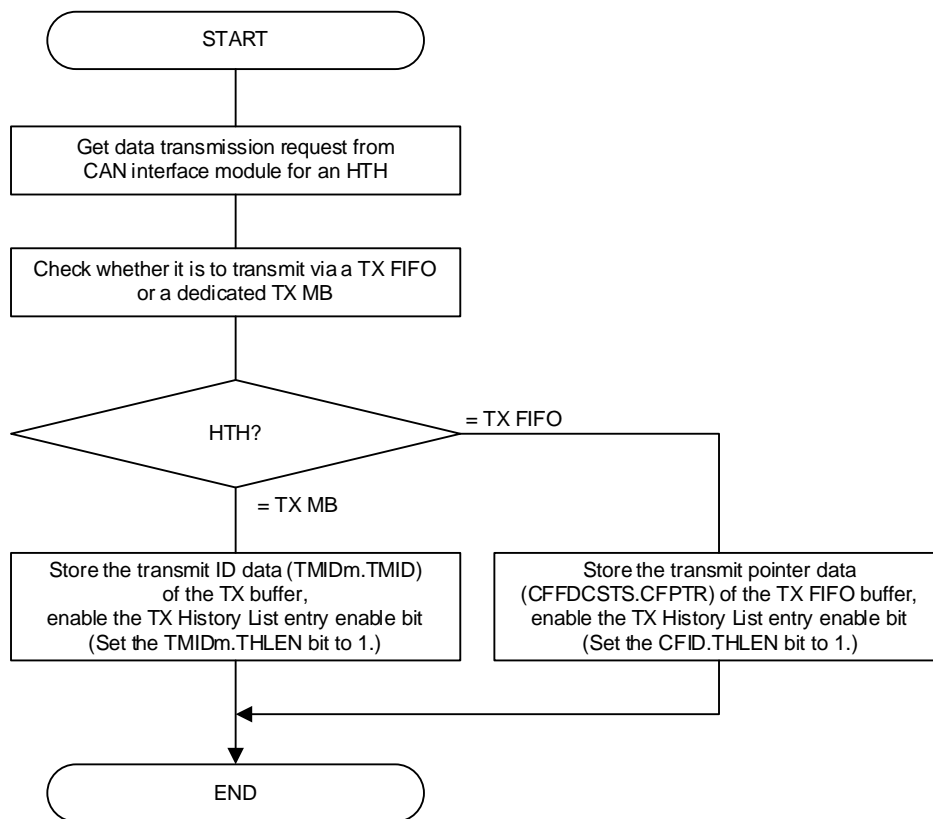 START
Get data transmission request from
CAN interface module for an HTH
Check whether it is to transmit via a TX FIFO
or a dedicated TX MB
HTH?
= TX FIFO
= TX MB
Store the transmit ID data (TMIDm.TMID)
of the TX buffer,
enable the TX History List entry enable bit
(Set the TMIDm.THLEN bit to 1.)
Store the transmit pointer data
(CFFDCSTS.CFPTR) of the TX FIFO buffer,
enable the TX History List entry enable bit
(Set the CFID.THLEN bit to 1.)
END